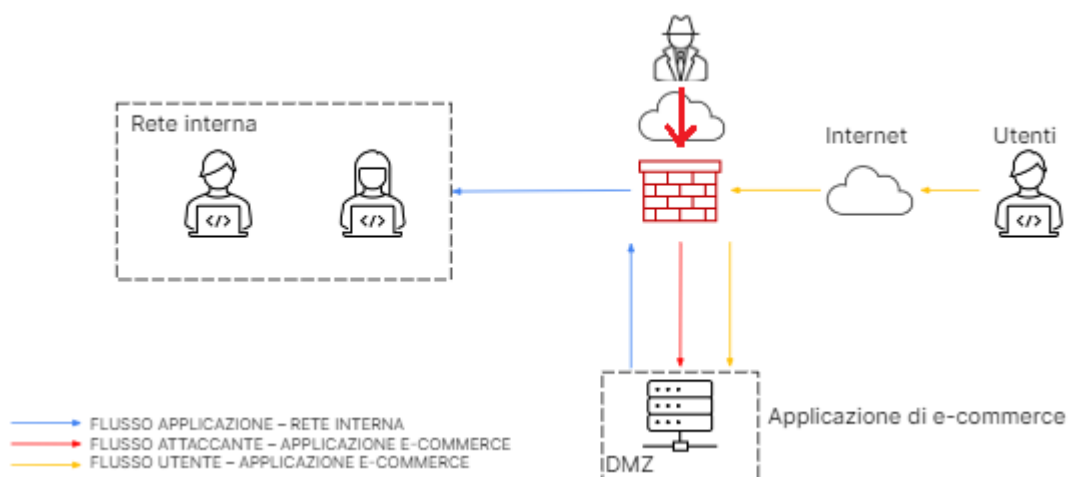 Rete interna
Internet
Utenti
Applicazione di e-commerce
DMZ
FLUSSO APPLICAZIONE – RETE INTERNA
FLUSSO ATTACCANTE – APPLICAZIONE E-COMMERCE
FLUSSO UTENTE – APPLICAZIONE E-COMMERCE